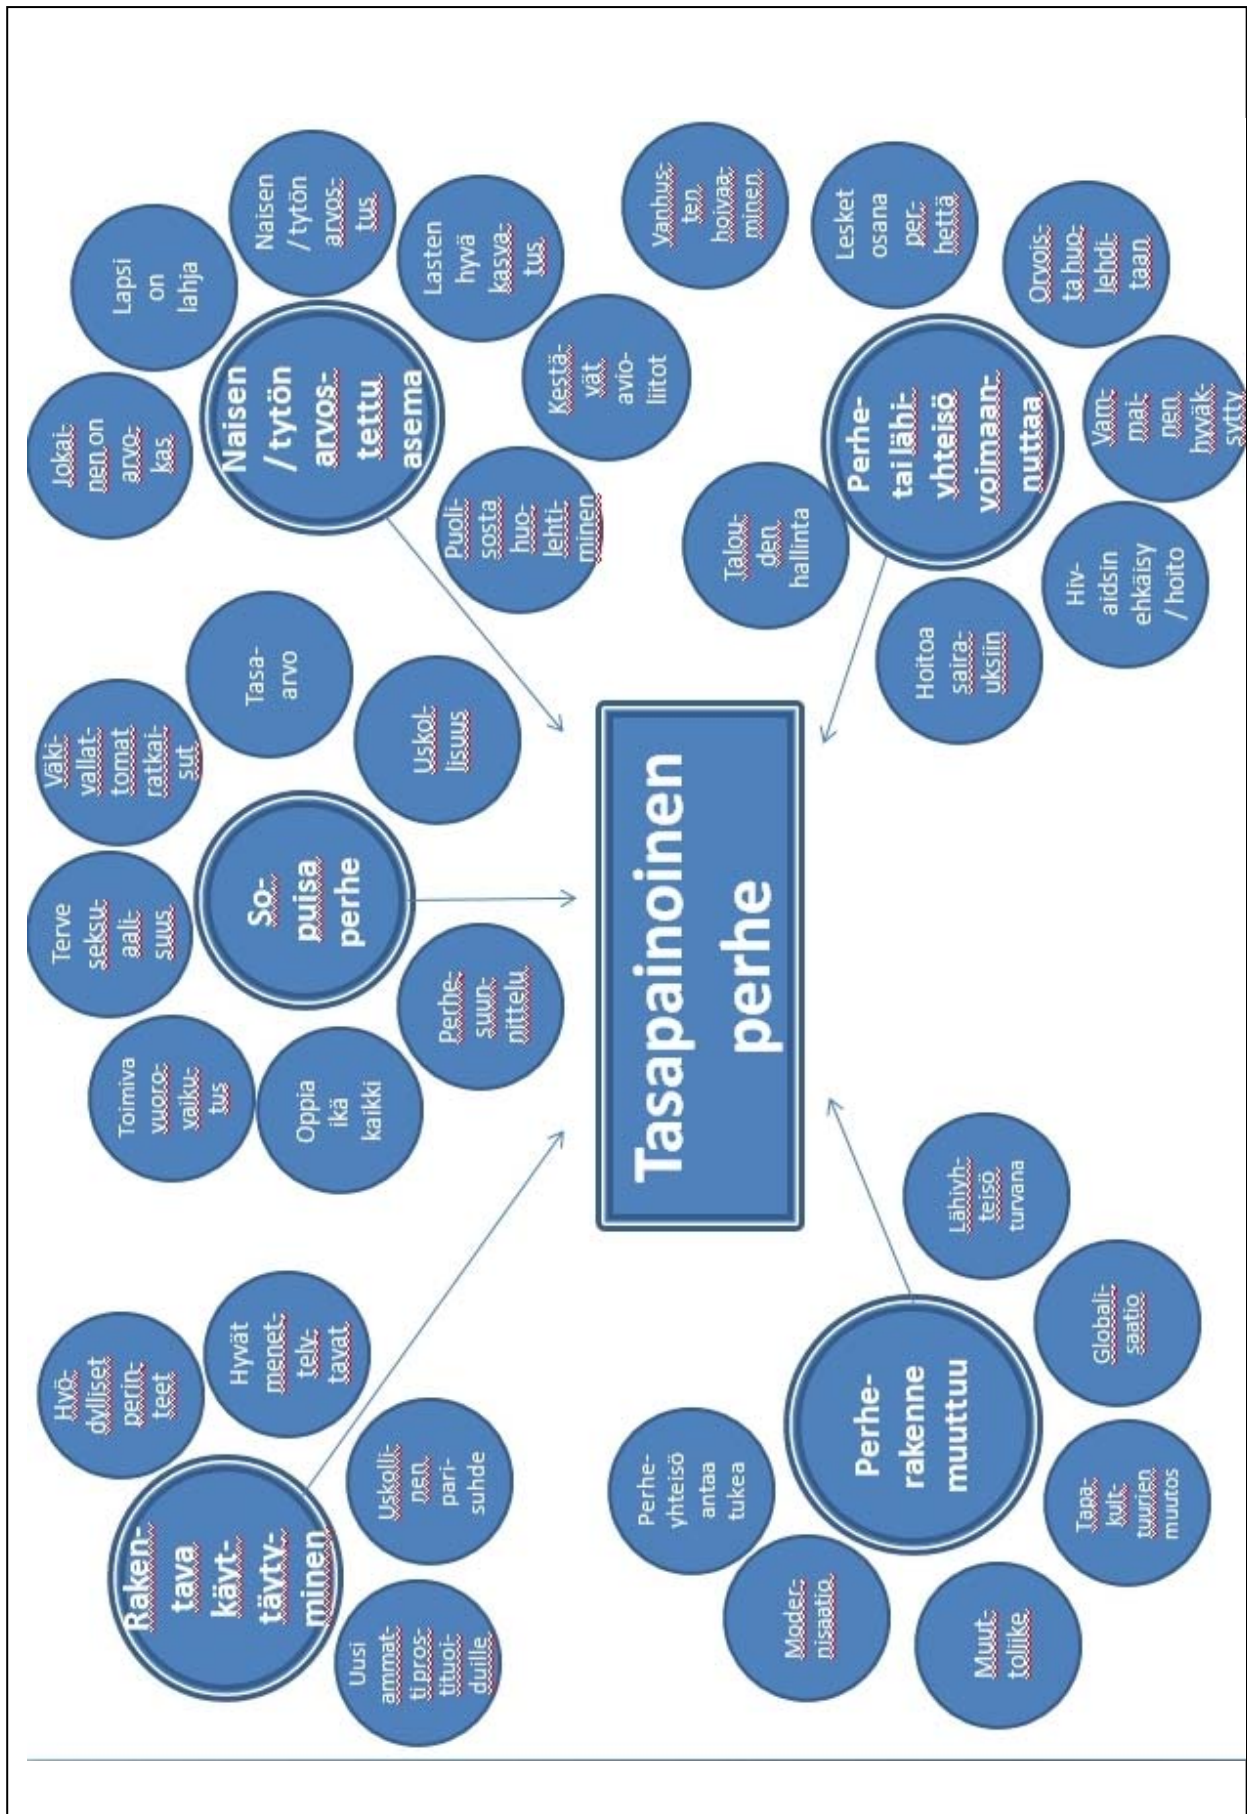 Hyö-
dylliset
perin-
teet
Hyvät
menet-
tely-
tavat
Raken-
tava
käyt-
täyty-
minen
Uskolli-
nen
pari-
suhde
Uusi
ammat-
ti pros-
tituoi-
duille
Toimiva
vuoro-
vaiku-
tus
Terve
seksu-
aali-
suus
Väki-
vallat-
tomat
ratkai-
sut
Tasa-
arvo
Uskol-
lisuus
So-
puisa
perhe
Oppia
ikä
kaikki
Perhe-
suun-
nittelu
Jokai-
nen on
arvo-
kas
Lapsi
on
lahja
Naisen
/ tytön
arvos-
tus
Naisen
/ tytön
arvos-
tettu
asema
Lasten
hyvä
kasva-
tus
Kestä-
vät
avio-
liitot
Puoli-
sosta
huo-
lehti-
minen
Tasapainoinen
perhe
Perhe-
yhteisö
antaa
tukea
Moder-
nisaatio
Perhe-
rakenne
muuttuu
Lähiyh-
teisö
turvana
Globali-
saatio
Tapa-
kult-
tuurien
muutos
Muut-
toliike
Talou-
den
hallinta
Vanhus-
ten
hoivaa-
minen
Lesket
osana
per-
hettä
Perhe-
tai lähi-
yhteisö
voimaan-
nuttaa
Orvois-
ta huo-
lehdi-
taan
Vam-
mai-
nen
hyväk-
sytty
Hiv-
aidsin
ehkäisy
/ hoito
Hoitoa
saira-
uksiin